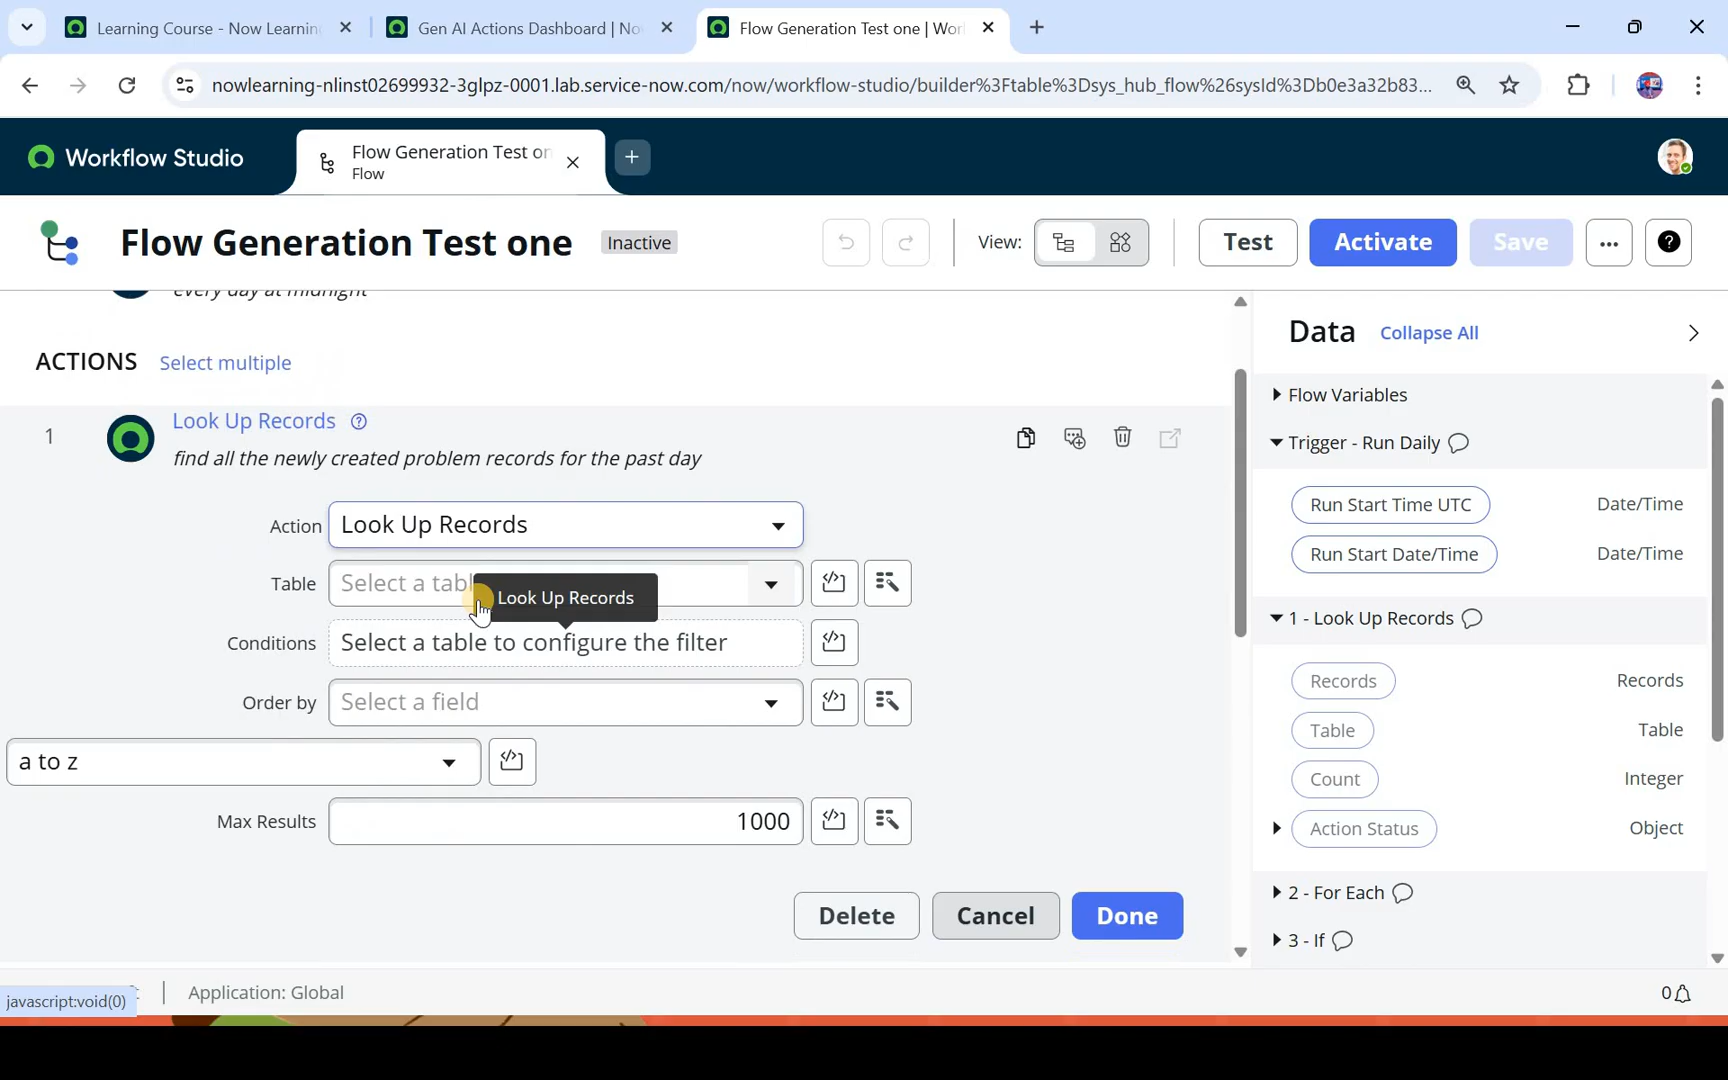 Learning Course - Now Learning
Gen AI Actions Dashboard | No
Flow Generation Test one | Wor
nowlearning-nlinst02699932-3glpz-0001.lab.service-now.com/now/workflow-studio/builder%3Ftable%3Dsys_hub_flow%26sysId%3Db0e3a32b83...
Workflow Studio
Flow Generation Test on
Flow
Flow Generation Test one
Inactive
View:
Test
Activate
Save
every day at midnight
ACTIONS
Select multiple
1
Look Up Records
find all the newly created problem records for the past day
Action
Look Up Records
Table
Select a tabl
Look Up Records
Conditions
Select a table to configure the filter
Order by
Select a field
a to z
Max Results
1000
Delete
Cancel
Done
Data
Collapse All
Flow Variables
Trigger - Run Daily
Run Start Time UTC
Date/Time
Run Start Date/Time
Date/Time
1 - Look Up Records
Records
Records
Table
Table
Count
Integer
Action Status
Object
2 - For Each
3 - If
javascript:void(0)
Application: Global
0